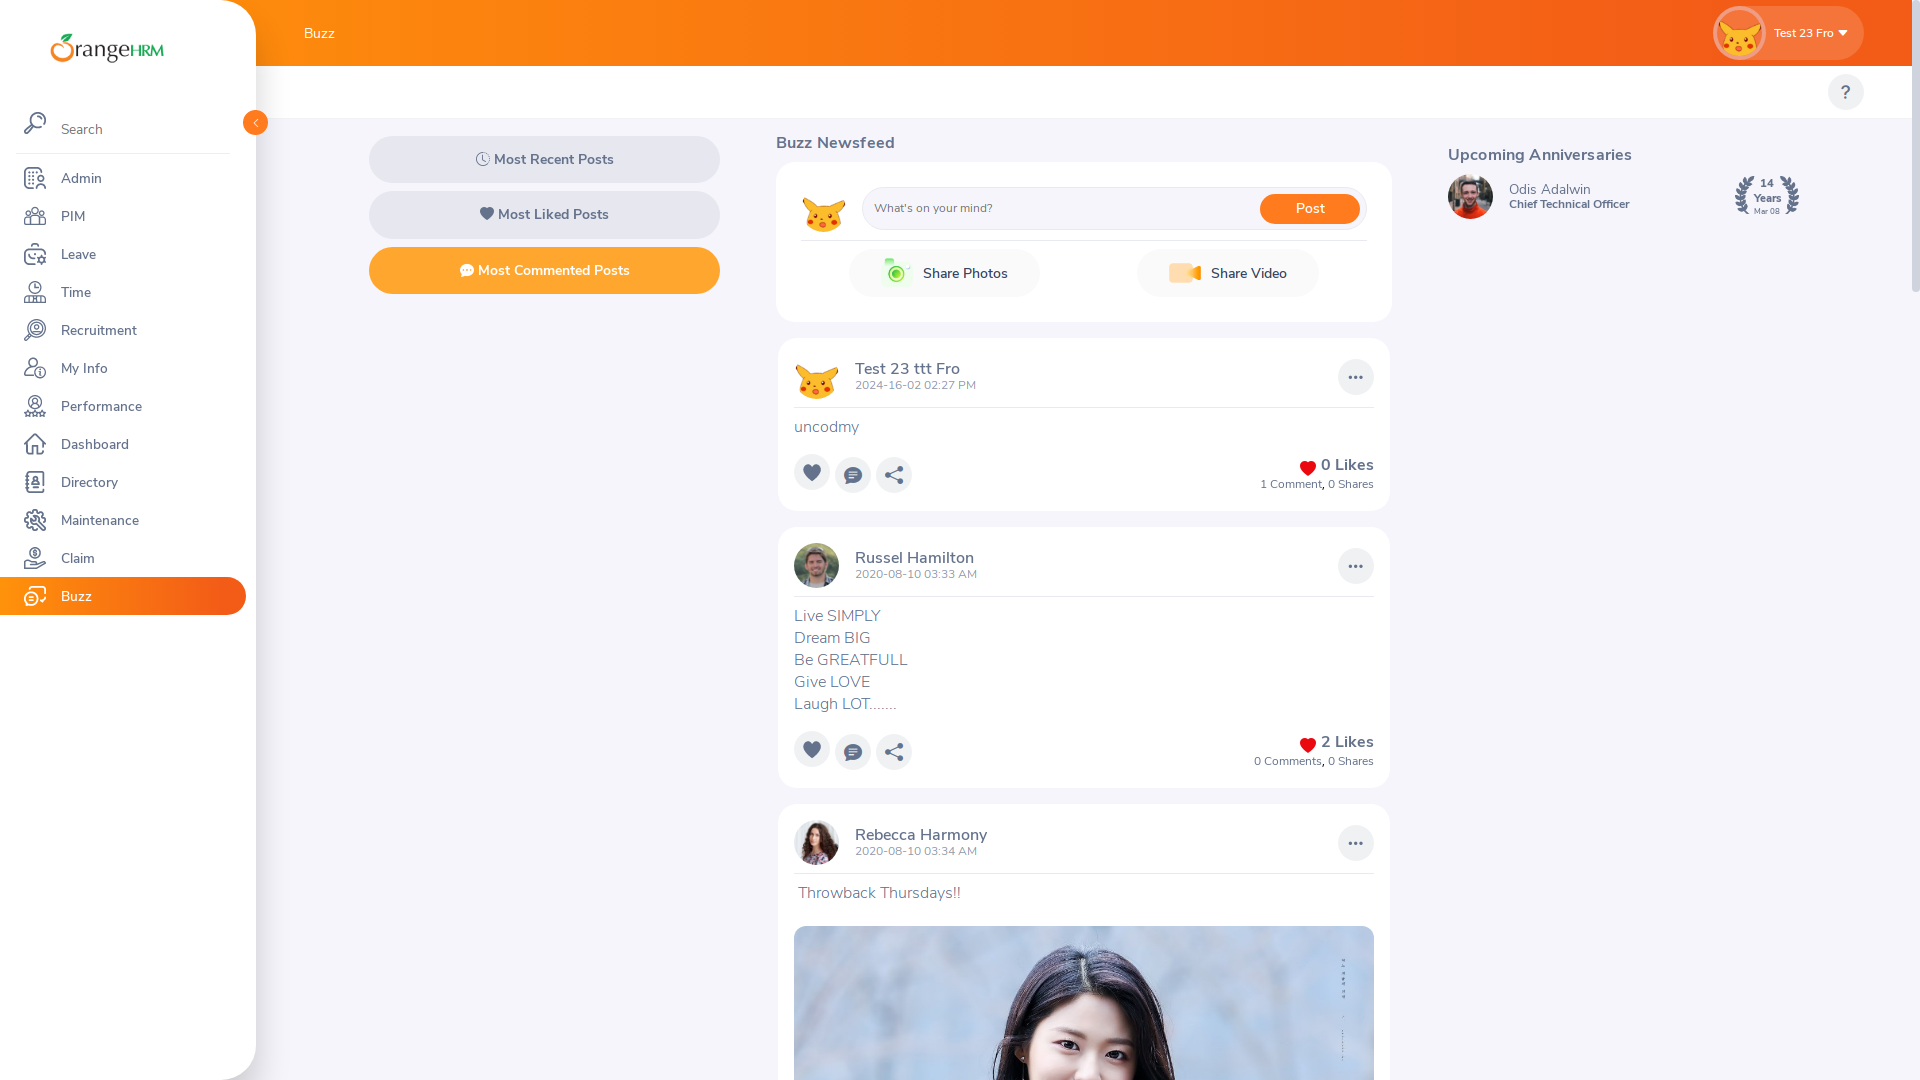 OrangeHRM
Search
Admin
PIM
Leave
Time
Recruitment
My Info
Performance
Dashboard
Directory
Maintenance
Claim
Buzz
Buzz
Test 23 Fro
?
Most Recent Posts
Most Liked Posts
Most Commented Posts
Buzz Newsfeed
What's on your mind?
Post
Share Photos
Share Video
Test 23 ttt Fro
2024-16-02 02:27 PM
uncodmy
0 Likes
1 Comment, 0 Shares
Russel Hamilton
2020-08-10 03:33 AM
Live SIMPLY
Dream BIG
Be GREATFULL
Give LOVE
Laugh LOT.......
2 Likes
0 Comments, 0 Shares
Rebecca Harmony
2020-08-10 03:34 AM
Throwback Thursdays!!
Upcoming Anniversaries
Odis Adalwin
Chief Technical Officer
14
Years
Mar 08